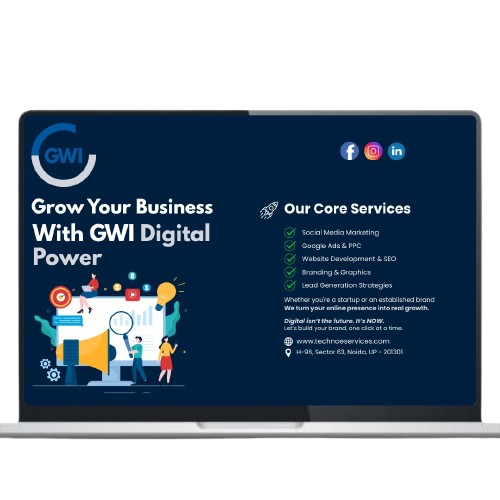 GWI
Grow Your Business
With GWI Digital
Power
Our Core Services
Social Media Marketing
Google Ads & PPC
Website Development & SEO
Branding & Graphics
Lead Generation Strategies
Whether you're a startup or an established brand
We turn your online presence into real growth.
Digital isn't the future. It's NOW.
Let's build your brand, one click at a time.
www.technoeservices.com
H-96, Sector 63, Noida, UP - 201301